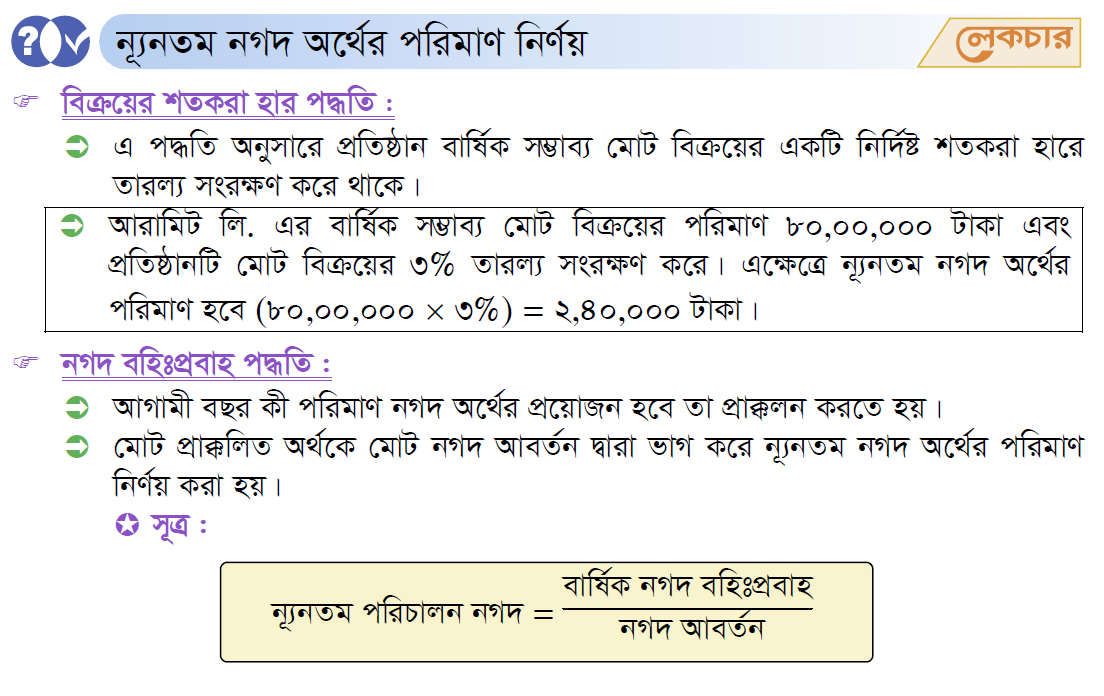 ন্যূনতম নগদ অর্থের পরিমাণ নির্ণয়
লেকচার
বিক্রয়ের শতকরা হার পদ্ধতি :
এ পদ্ধতি অনুসারে প্রতিষ্ঠান বার্ষিক সম্ভাব্য মোট বিক্রয়ের একটি নির্দিষ্ট শতকরা হারে
তারল্য সংরক্ষণ করে থাকে।
আরামিট লি. এর বার্ষিক সম্ভাব্য মোট বিক্রয়ের পরিমাণ ৮০,০০,০০০ টাকা এবং
প্রতিষ্ঠানটি মোট বিক্রয়ের ৩% তারল্য সংরক্ষণ করে। এক্ষেত্রে ন্যূনতম নগদ অর্থের
পরিমাণ হবে (৮০,০০,০০০ × ৩%) = ২,৪০,০০০ টাকা।
নগদ বহিঃপ্রবাহ পদ্ধতি :
আগামী বছর কী পরিমাণ নগদ অর্থের প্রয়োজন হবে তা প্রাক্কলন করতে হয়।
মোট প্রাক্কলিত অর্থকে মোট নগদ আবর্তন দ্বারা ভাগ করে ন্যূনতম নগদ অর্থের পরিমাণ
নির্ণয় করা হয়।
সূত্র :
বার্ষিক নগদ বহিঃপ্রবাহ
ন্যূনতম পরিচালন নগদ =
নগদ আবর্তন